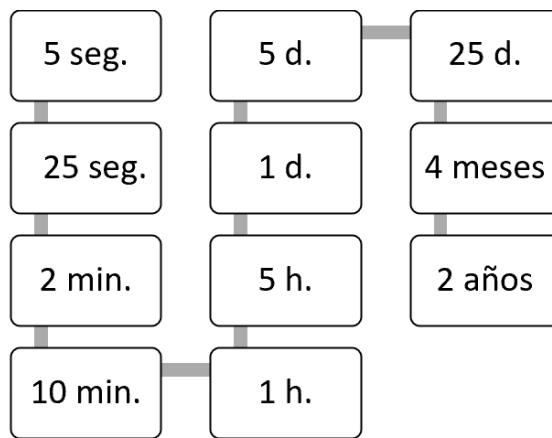 5 seg.
25 seg.
2 min.
10 min.
1 h.
5 h.
1 d.
5 d.
25 d.
4 meses
2 años